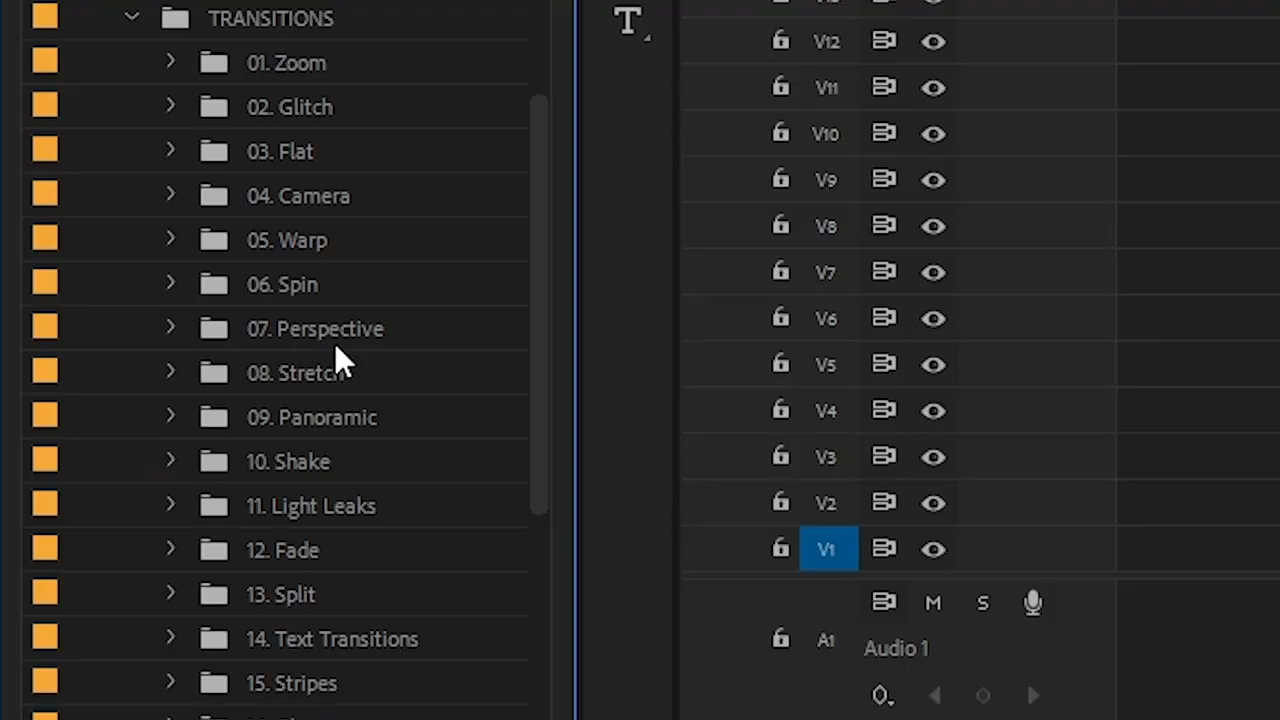 TRANSITIONS
01. Zoom
02. Glitch
03. Flat
04. Camera
05. Warp
06. Spin
07. Perspective
08. Stretch
09. Panoramic
10. Shake
11. Light Leaks
12. Fade
13. Split
14. Text Transitions
15. Stripes
T
V12
V11
V10
V9
V8
V7
V6
V5
V4
V3
V2
V1
M S
A1
Audio 1